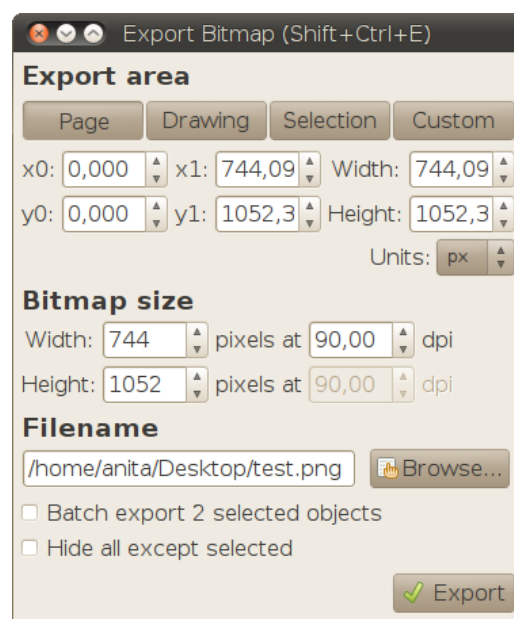 Export Bitmap (Shift+Ctrl+E)
Export area
Page Drawing Selection Custom
x0: 0,000 x1: 744,09 Width: 744,09
y0: 0,000 y1: 1052,3 Height: 1052,3
Units: px
Bitmap size
Width: 744 pixels at 90,00 dpi
Height: 1052 pixels at 90,00 dpi
Filename
/home/anita/Desktop/test.png Browse...
Batch export 2 selected objects
Hide all except selected
Export